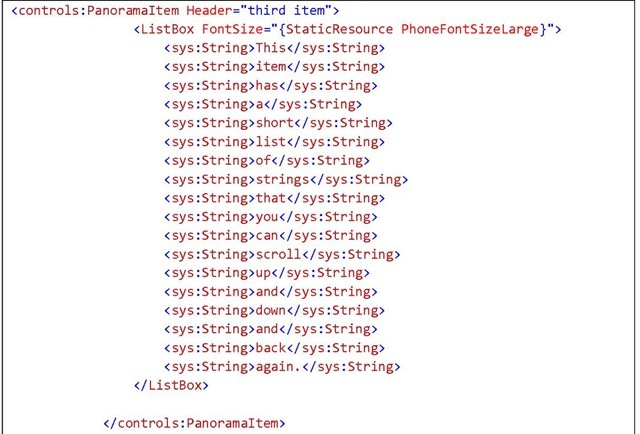 <controls:PanoramaItem Header="third item">
<ListBox FontSize="{StaticResource PhoneFontSizeLarge}">
<sys:String>This</sys:String>
<sys:String>item</sys:String>
<sys:String>has</sys:String>
<sys:String>a</sys:String>
<sys:String>short</sys:String>
<sys:String>list</sys:String>
<sys:String>of</sys:String>
<sys:String>strings</sys:String>
<sys:String>that</sys:String>
<sys:String>you</sys:String>
<sys:String>can</sys:String>
<sys:String>scroll</sys:String>
<sys:String>up</sys:String>
<sys:String>and</sys:String>
<sys:String>down</sys:String>
<sys:String>and</sys:String>
<sys:String>back</sys:String>
<sys:String>again.</sys:String>
</ListBox>
</controls:PanoramaItem>